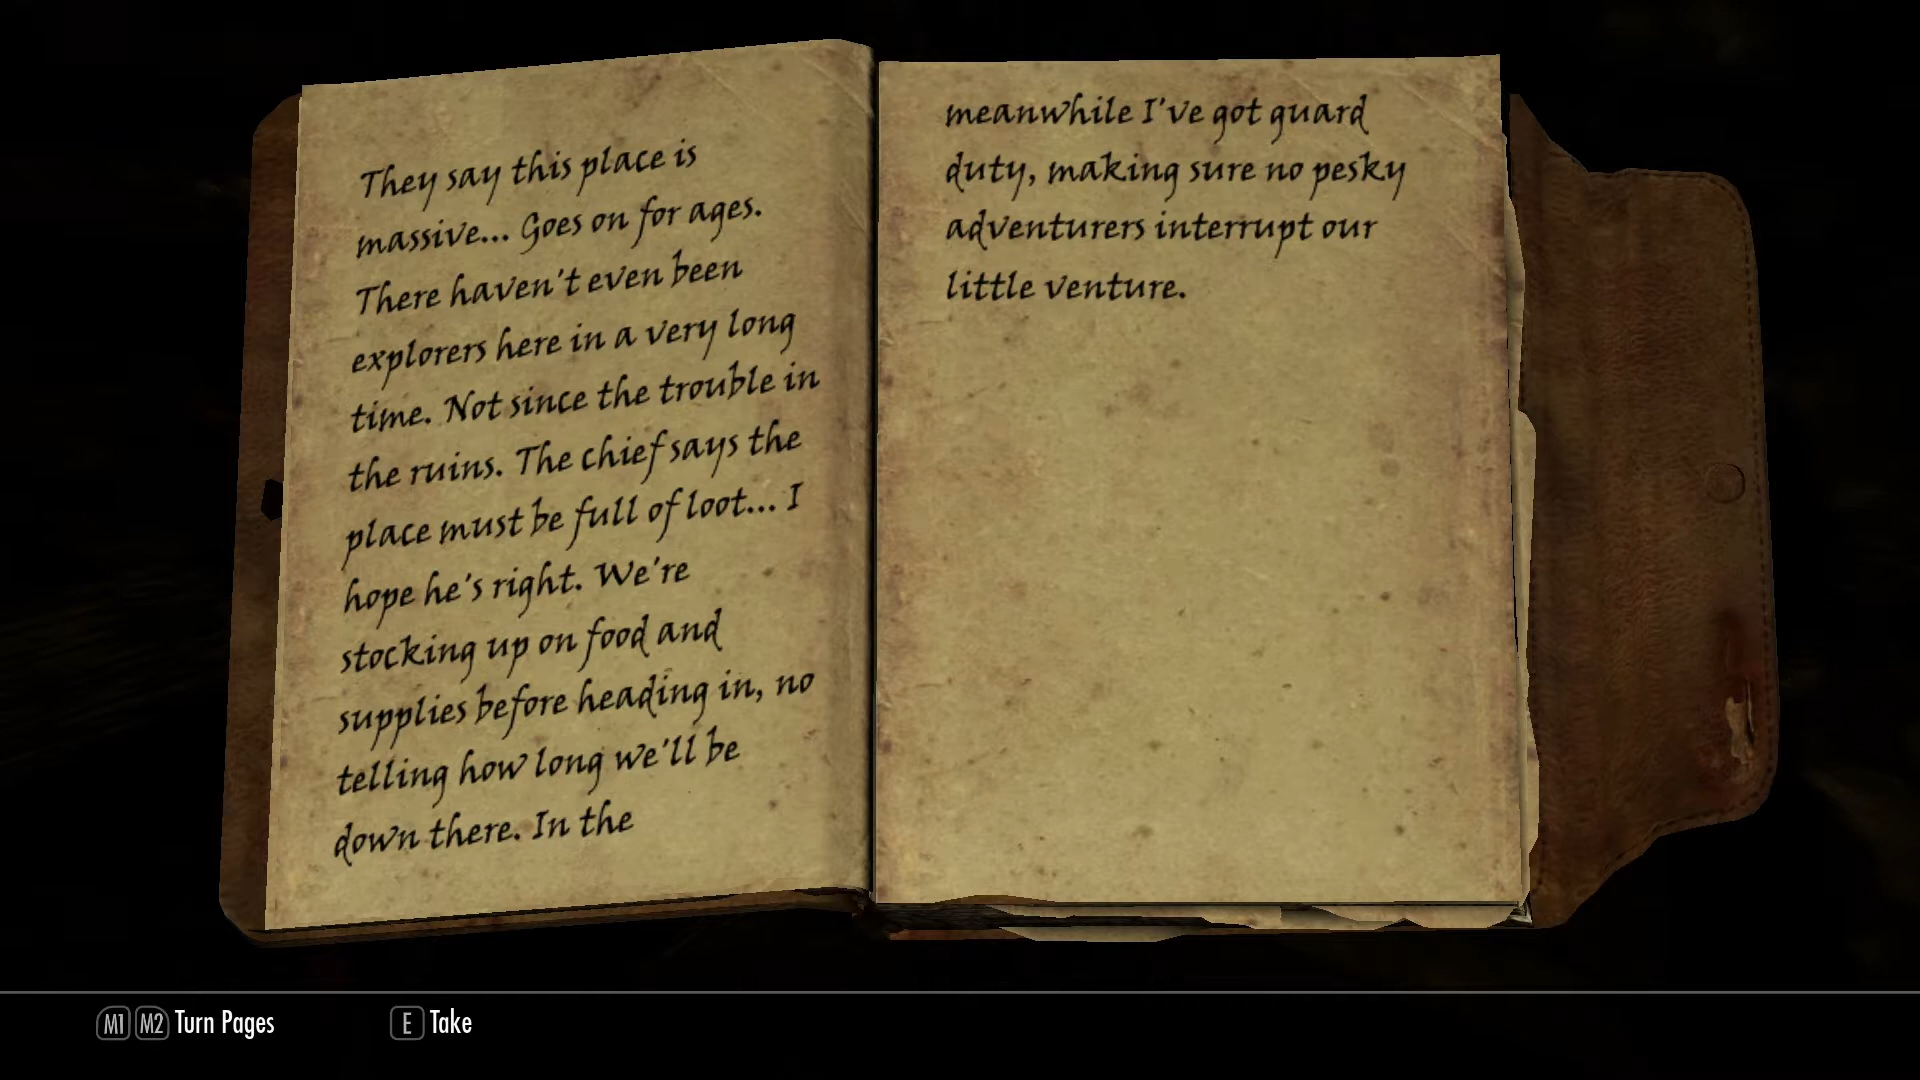 They say this place is
massive... Goes on for ages.
There haven't even been
explorers here in a very long
time. Not since the trouble in
the ruins. The chief says the
place must be full of loot... I
hope he's right. We're
stocking up on food and
supplies before heading in, no
telling how long we'll be
down there. In the
meanwhile I've got guard
duty, making sure no pesky
adventurers interrupt our
little venture.
M1 M2 Turn Pages
E Take